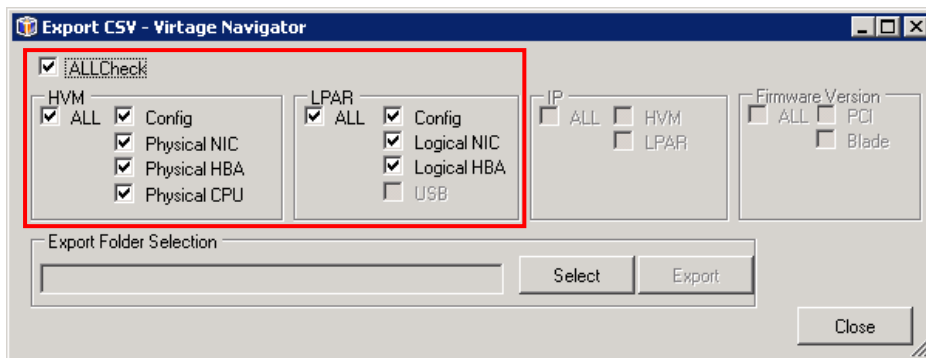 Export CSV - Virtage Navigator
ALLCheck
HVM
ALL
Config
Physical NIC
Physical HBA
Physical CPU
LPAR
ALL
Config
Logical NIC
Logical HBA
USB
IP
ALL
HVM
LPAR
Firmware Version
ALL
PCI
Blade
Export Folder Selection
Select
Export
Close